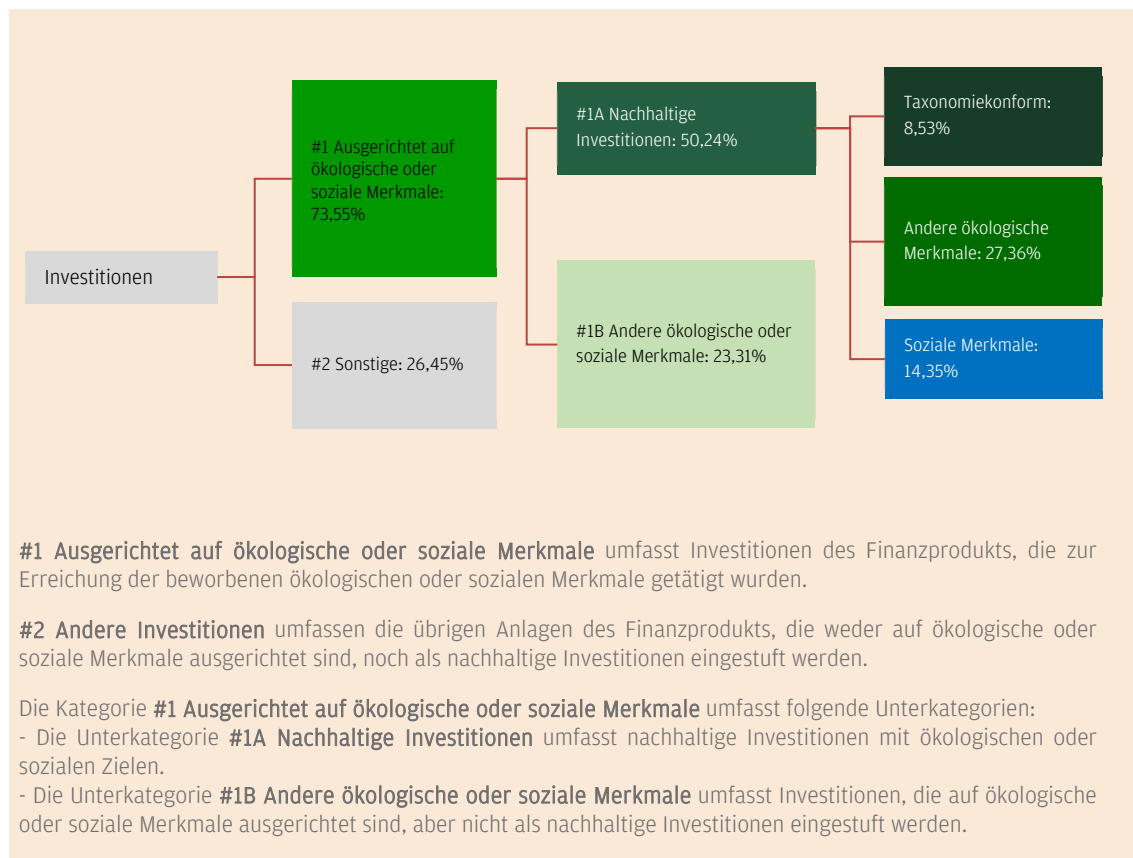 Investitionen
#1 Ausgerichtet auf
ökologische oder
soziale Merkmale:
73,55%
#2 Sonstige: 26,45%
#1A Nachhaltige
Investitionen: 50,24%
#1B Andere ökologische oder
soziale Merkmale: 23,31%
Taxonomiekonform:
8,53%
Andere ökologische
Merkmale: 27,36%
Soziale Merkmale:
14,35%
#1 Ausgerichtet auf ökologische oder soziale Merkmale umfasst Investitionen des Finanzprodukts, die zur
Erreichung der beworbenen ökologischen oder sozialen Merkmale getätigt wurden.
#2 Andere Investitionen umfassen die übrigen Anlagen des Finanzprodukts, die weder auf ökologische oder
soziale Merkmale ausgerichtet sind, noch als nachhaltige Investitionen eingestuft werden.
Die Kategorie #1 Ausgerichtet auf ökologische oder soziale Merkmale umfasst folgende Unterkategorien:
- Die Unterkategorie #1A Nachhaltige Investitionen umfasst nachhaltige Investitionen mit ökologischen oder
sozialen Zielen.
- Die Unterkategorie #1B Andere ökologische oder soziale Merkmale umfasst Investitionen, die auf ökologische
oder soziale Merkmale ausgerichtet sind, aber nicht als nachhaltige Investitionen eingestuft werden.